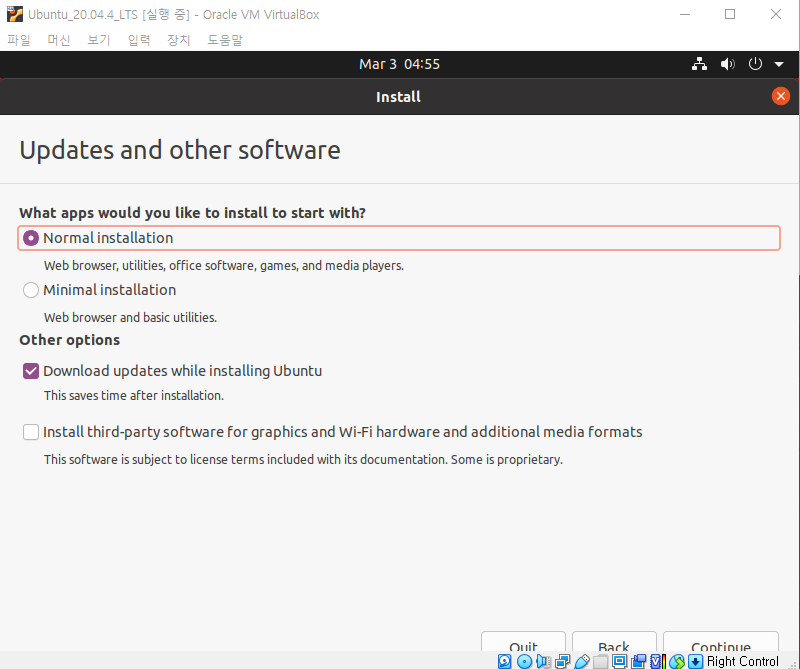 Ubuntu_20.04.4_LTS [실행 중] - Oracle VM VirtualBox
파일 머신 보기 입력 장치 도움말
Mar 3 04:55
Install
Updates and other software
What apps would you like to install to start with?
Normal installation
Web browser, utilities, office software, games, and media players.
Minimal installation
Web browser and basic utilities.
Other options
Download updates while installing Ubuntu
This saves time after installation.
Install third-party software for graphics and Wi-Fi hardware and additional media formats
This software is subject to license terms included with its documentation. Some is proprietary.
Quit Back Continue
Right Control